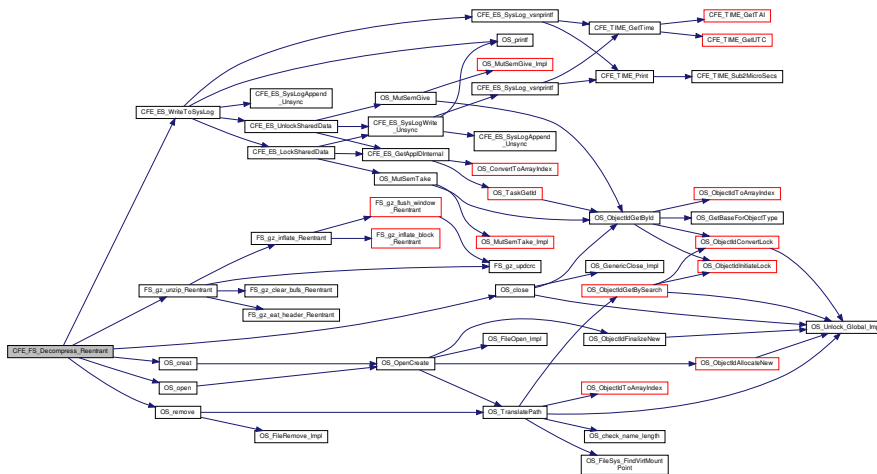 CFE_ES_SysLog_vsnprintf
CFE_TIME_GetTAI
CFE_TIME_GetTime
CFE_TIME_GetUTC
OS_printf
OS_MutSemGive_Impl
CFE_TIME_Print
CFE_TIME_Sub2MicroSecs
CFE_ES_SysLog_vsnprintf
CFE_ES_SysLogAppend
_Unsync
OS_MutSemGive
CFE_ES_WriteToSysLog
CFE_ES_UnlockSharedData
CFE_ES_SysLogWrite
_Unsync
CFE_ES_SysLogAppend
_Unsync
CFE_ES_LockSharedData
CFE_ES_GetAppIDInternal
OS_ConvertToArrayIndex
OS_MutSemTake
OS_TaskGetId
OS_ObjectIdToArrayIndex
FS_gz_flush_window
_Reentrant
OS_ObjectIdGetById
OS_GetBaseForObjectType
FS_gz_inflate_Reentrant
FS_gz_inflate_block
_Reentrant
OS_MutSemTake_Impl
OS_ObjectIdConvertLock
FS_gz_updcrc
OS_GenericClose_Impl
OS_ObjectIdInitiateLock
FS_gz_unzip_Reentrant
FS_gz_clear_bufs_Reentrant
OS_close
OS_ObjectIdGetBySearch
FS_gz_eat_header_Reentrant
OS_Unlock_Global_Impl
OS_FileOpen_Impl
OS_ObjectIdFinalizeNew
CFE_FS_Decompress_Reentrant
OS_creat
OS_OpenCreate
OS_ObjectIdAllocateNew
OS_open
OS_ObjectIdToArrayIndex
OS_remove
OS_TranslatePath
OS_FileRemove_Impl
OS_check_name_length
OS_FileSys_FindVirtMount
Point